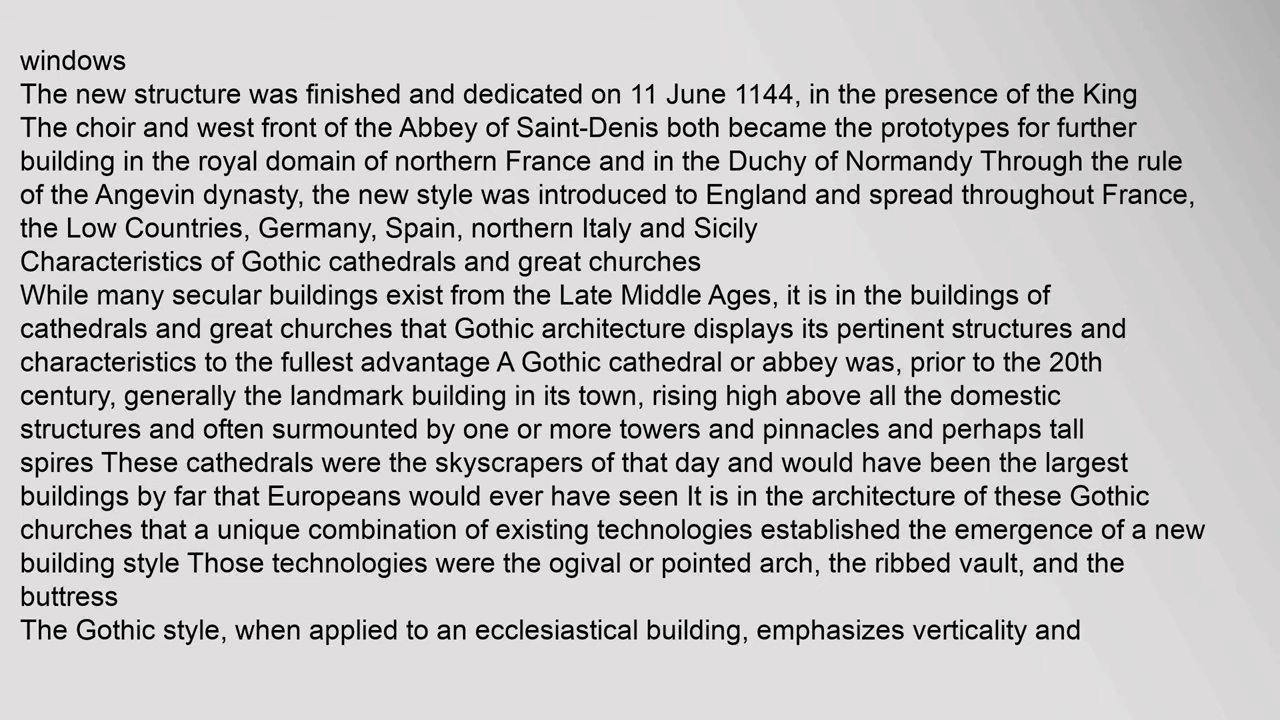 windows
The new structure was finished and dedicated on 11 June 1144, in the presence of the King
The choir and west front of the Abbey of Saint-Denis both became the prototypes for further
building in the royal domain of northern France and in the Duchy of Normandy Through the rule
of the Angevin dynasty, the new style was introduced to England and spread throughout France,
the Low Countries, Germany, Spain, northern Italy and Sicily
Characteristics of Gothic cathedrals and great churches
While many secular buildings exist from the Late Middle Ages, it is in the buildings of
cathedrals and great churches that Gothic architecture displays its pertinent structures and
characteristics to the fullest advantage A Gothic cathedral or abbey was, prior to the 20th
century, generally the landmark building in its town, rising high above all the domestic
structures and often surmounted by one or more towers and pinnacles and perhaps tall
spires These cathedrals were the skyscrapers of that day and would have been the largest
buildings by far that Europeans would ever have seen It is in the architecture of these Gothic
churches that a unique combination of existing technologies established the emergence of a new
building style Those technologies were the ogival or pointed arch, the ribbed vault, and the
buttress
The Gothic style, when applied to an ecclesiastical building, emphasizes verticality and